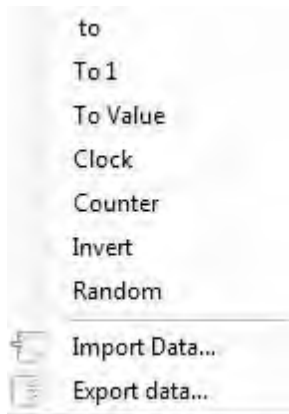 to
To 1
To Value
Clock
Counter
Invert
Random
Import Data...
Export data...